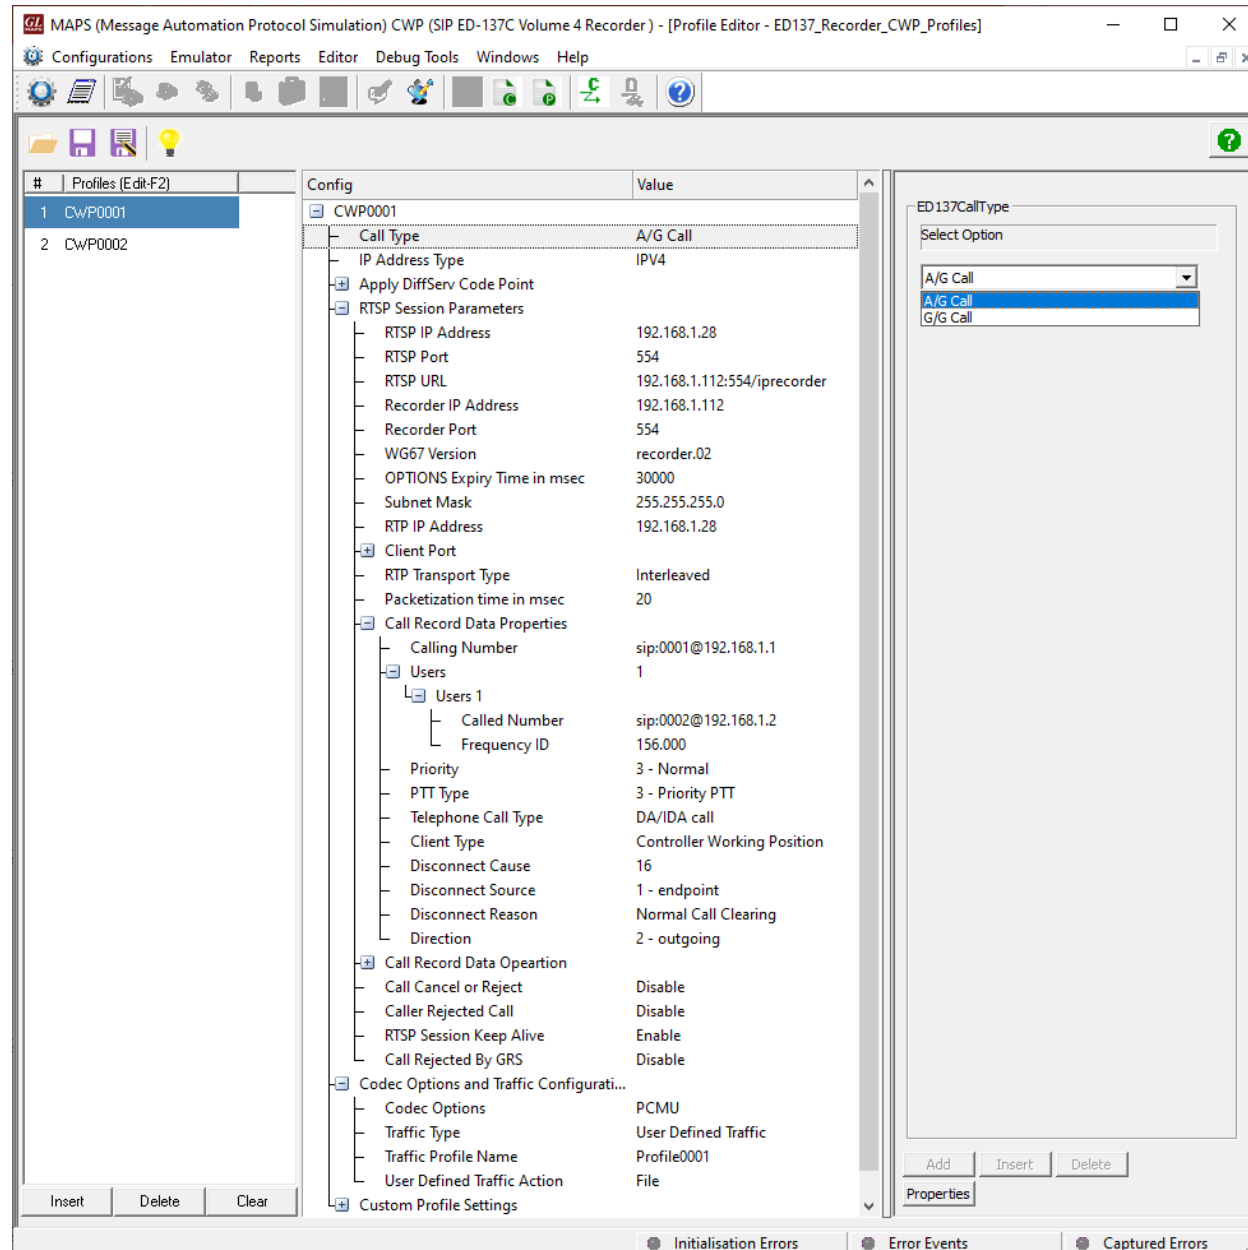 GL MAPS MAPS (Message Automation Protocol Simulation) CWP (SIP ED-137C Volume 4 Recorder ) - [Profile Editor - ED137_Recorder_CWP_Profiles]
Configurations Emulator Reports Editor Debug Tools Windows Help
# Profiles (Edit-F2)
1 CWP0001
2 CWP0002
Insert Delete Clear
Config Value
CWP0001
Call Type A/G Call
IP Address Type IPV4
Apply DiffServ Code Point
RTSP Session Parameters
RTSP IP Address 192.168.1.28
RTSP Port 554
RTSP URL 192.168.1.112:554/iprecorder
Recorder IP Address 192.168.1.112
Recorder Port 554
WG67 Version recorder.02
OPTIONS Expiry Time in msec 30000
Subnet Mask 255.255.255.0
RTP IP Address 192.168.1.28
Client Port
RTP Transport Type Interleaved
Packetization time in msec 20
Call Record Data Properties
Calling Number sip:0001@192.168.1.1
Users 1
Users 1
Called Number sip:0002@192.168.1.2
Frequency ID 156.000
Priority 3 - Normal
PTT Type 3 - Priority PTT
Telephone Call Type DA/IDA call
Client Type Controller Working Position
Disconnect Cause 16
Disconnect Source 1 - endpoint
Disconnect Reason Normal Call Clearing
Direction 2 - outgoing
Call Record Data Opeartion
Call Cancel or Reject Disable
Caller Rejected Call Disable
RTSP Session Keep Alive Enable
Call Rejected By GRS Disable
Codec Options and Traffic Configurati...
Codec Options PCMU
Traffic Type User Defined Traffic
Traffic Profile Name Profile0001
User Defined Traffic Action File
Custom Profile Settings
ED137CallType
Select Option
A/G Call
A/G Call
G/G Call
Add Insert Delete
Properties
Initialisation Errors Error Events Captured Errors